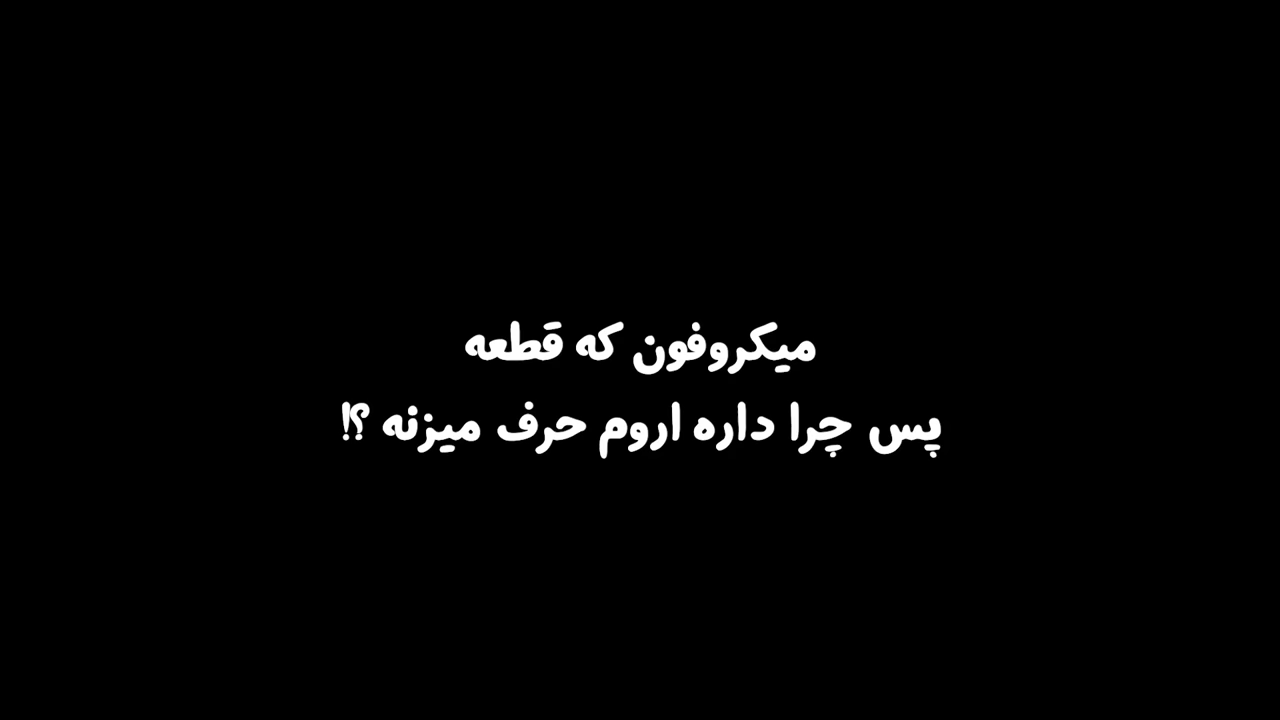 میکروفون که قطعه
پس چرا داره اروم حرف میزنه ؟!